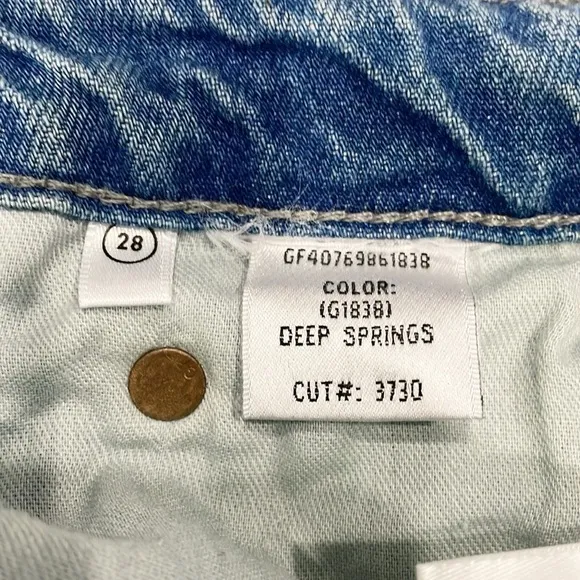 28
GF40769861838
COLOR:
(G1838)
DEEP SPRINGS
CUT#: 3730